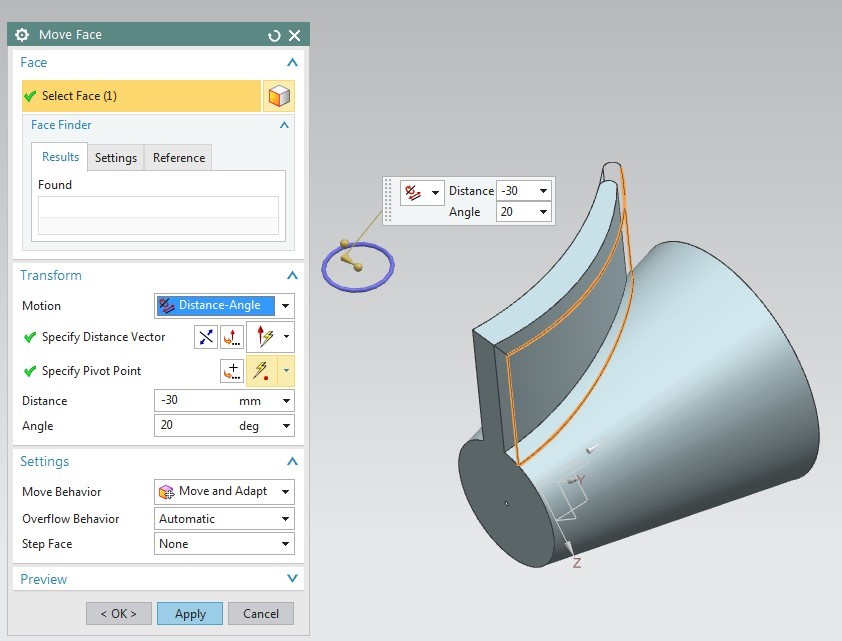 Move Face
Face
Select Face (1)
Face Finder
Results Settings Reference
Found
Transform
Motion Distance-Angle
Specify Distance Vector
Specify Pivot Point
Distance -30 mm
Angle 20 deg
Settings
Move Behavior Move and Adapt
Overflow Behavior Automatic
Step Face None
Preview
< OK > Apply Cancel
Distance -30
Angle 20
Y
Z